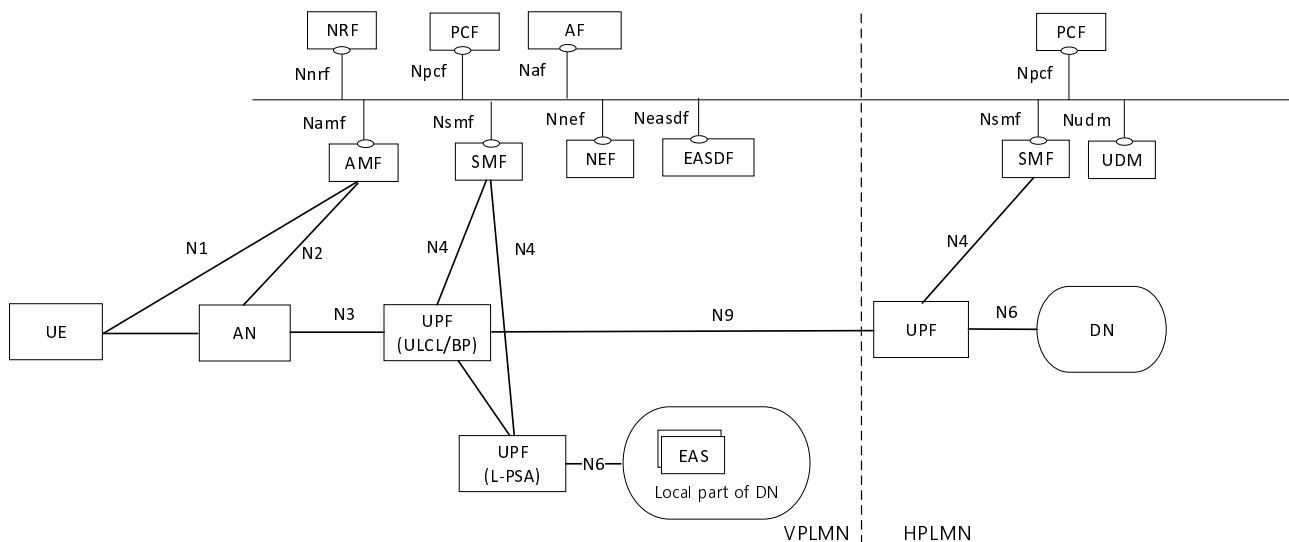 NRF
PCF
AF
PCF
Nnrf
Npcf
Naf
Npcf
Namf
Nsmf
Nnef
Neasdf
Nsmf
Nudm
AMF
SMF
NEF
EASDF
SMF
UDM
N1
N2
N4
N4
N4
UE
AN
N3
UPF
(ULCL/BP)
N9
UPF
N6
DN
UPF
(L-PSA)
N6
EAS
Local part of DN
VPLMN
HPLMN